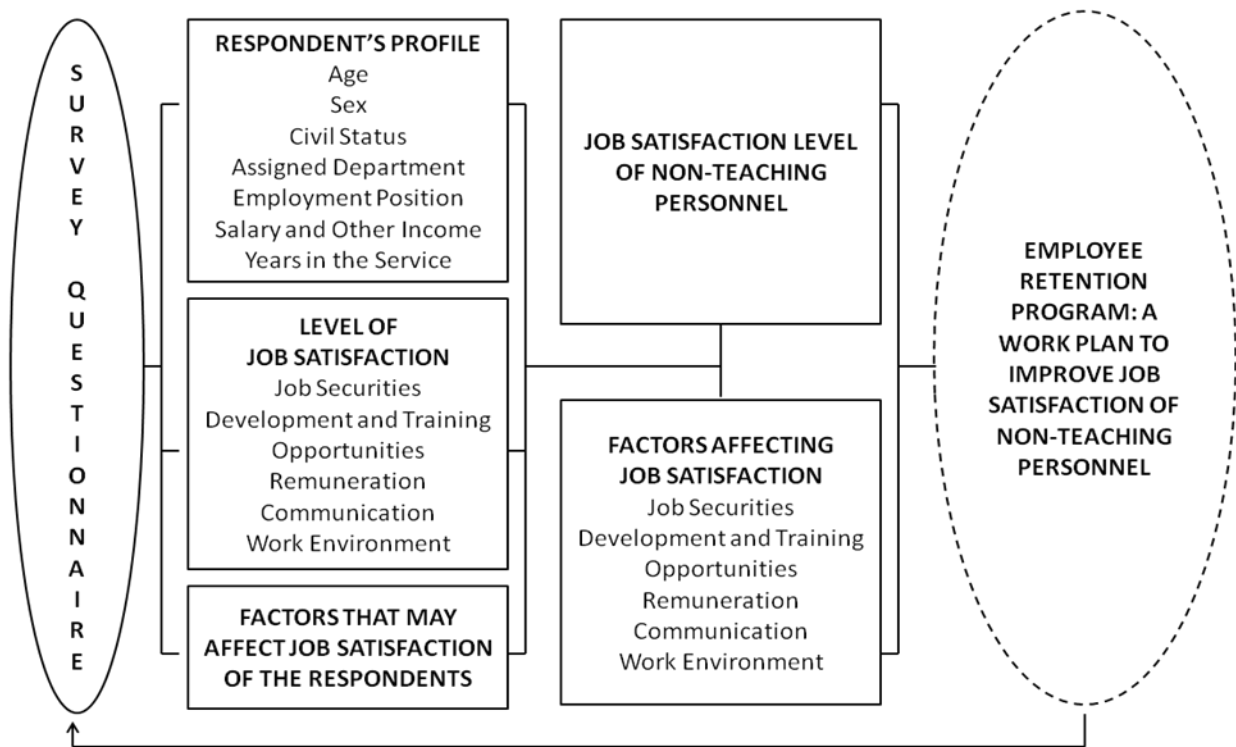 SURVEY QUESTIONNAIRE
RESPONDENT'S PROFILE
Age
Sex
Civil Status
Assigned Department
Employment Position
Salary and Other Income
Years in the Service
LEVEL OF
JOB SATISFACTION
Job Securities
Development and Training
Opportunities
Remuneration
Communication
Work Environment
FACTORS THAT MAY
AFFECT JOB SATISFACTION
OF THE RESPONDENTS
JOB SATISFACTION LEVEL
OF NON-TEACHING
PERSONNEL
FACTORS AFFECTING
JOB SATISFACTION
Job Securities
Development and Training
Opportunities
Remuneration
Communication
Work Environment
EMPLOYEE
RETENTION
PROGRAM: A
WORK PLAN TO
IMPROVE JOB
SATISFACTION OF
NON-TEACHING
PERSONNEL